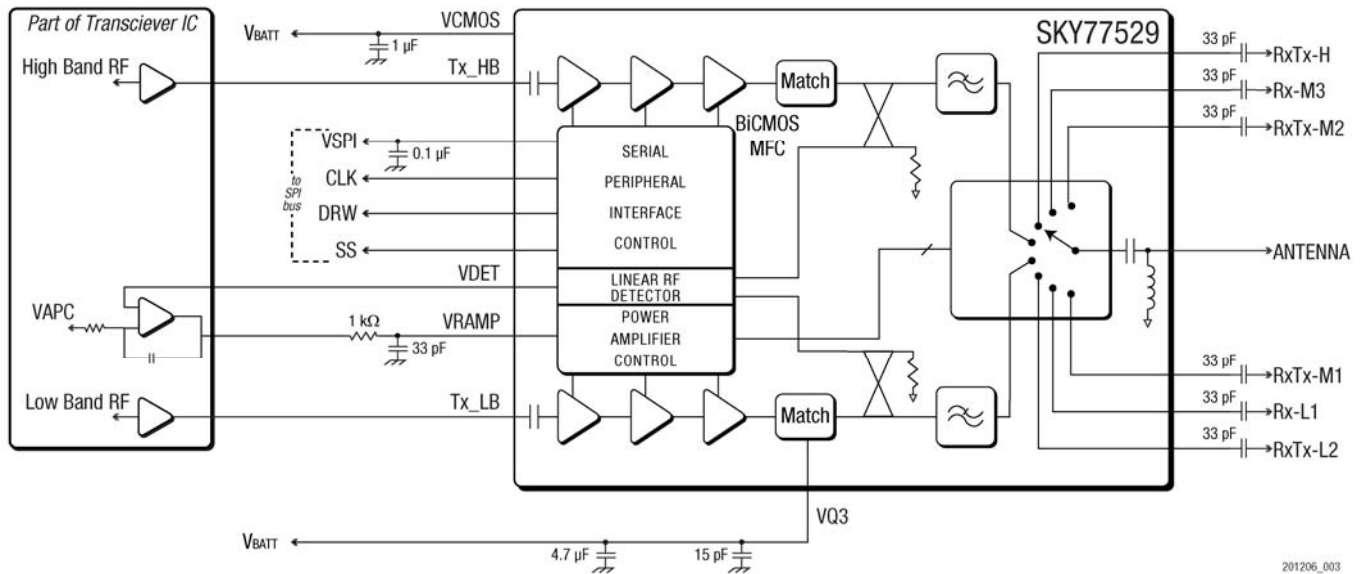 Part of Transciever IC
High Band RF
VBATT
VCMOS
1 µF
Tx_HB
SKY77529
Match
BiCMOS
MFC
33 pF
RxTx-H
33 pF
Rx-M3
33 pF
RxTx-M2
to
SPI
bus
VSPI
0.1 µF
CLK
DRW
SS
SERIAL
PERIPHERAL
INTERFACE
CONTROL
LINEAR RF
DETECTOR
POWER
AMPLIFIER
CONTROL
VDET
VAPC
1 kΩ
VRAMP
33 pF
ANTENNA
Low Band RF
Tx_LB
Match
33 pF
RxTx-M1
33 pF
Rx-L1
33 pF
RxTx-L2
VQ3
VBATT
4.7 µF
15 pF
201206_003